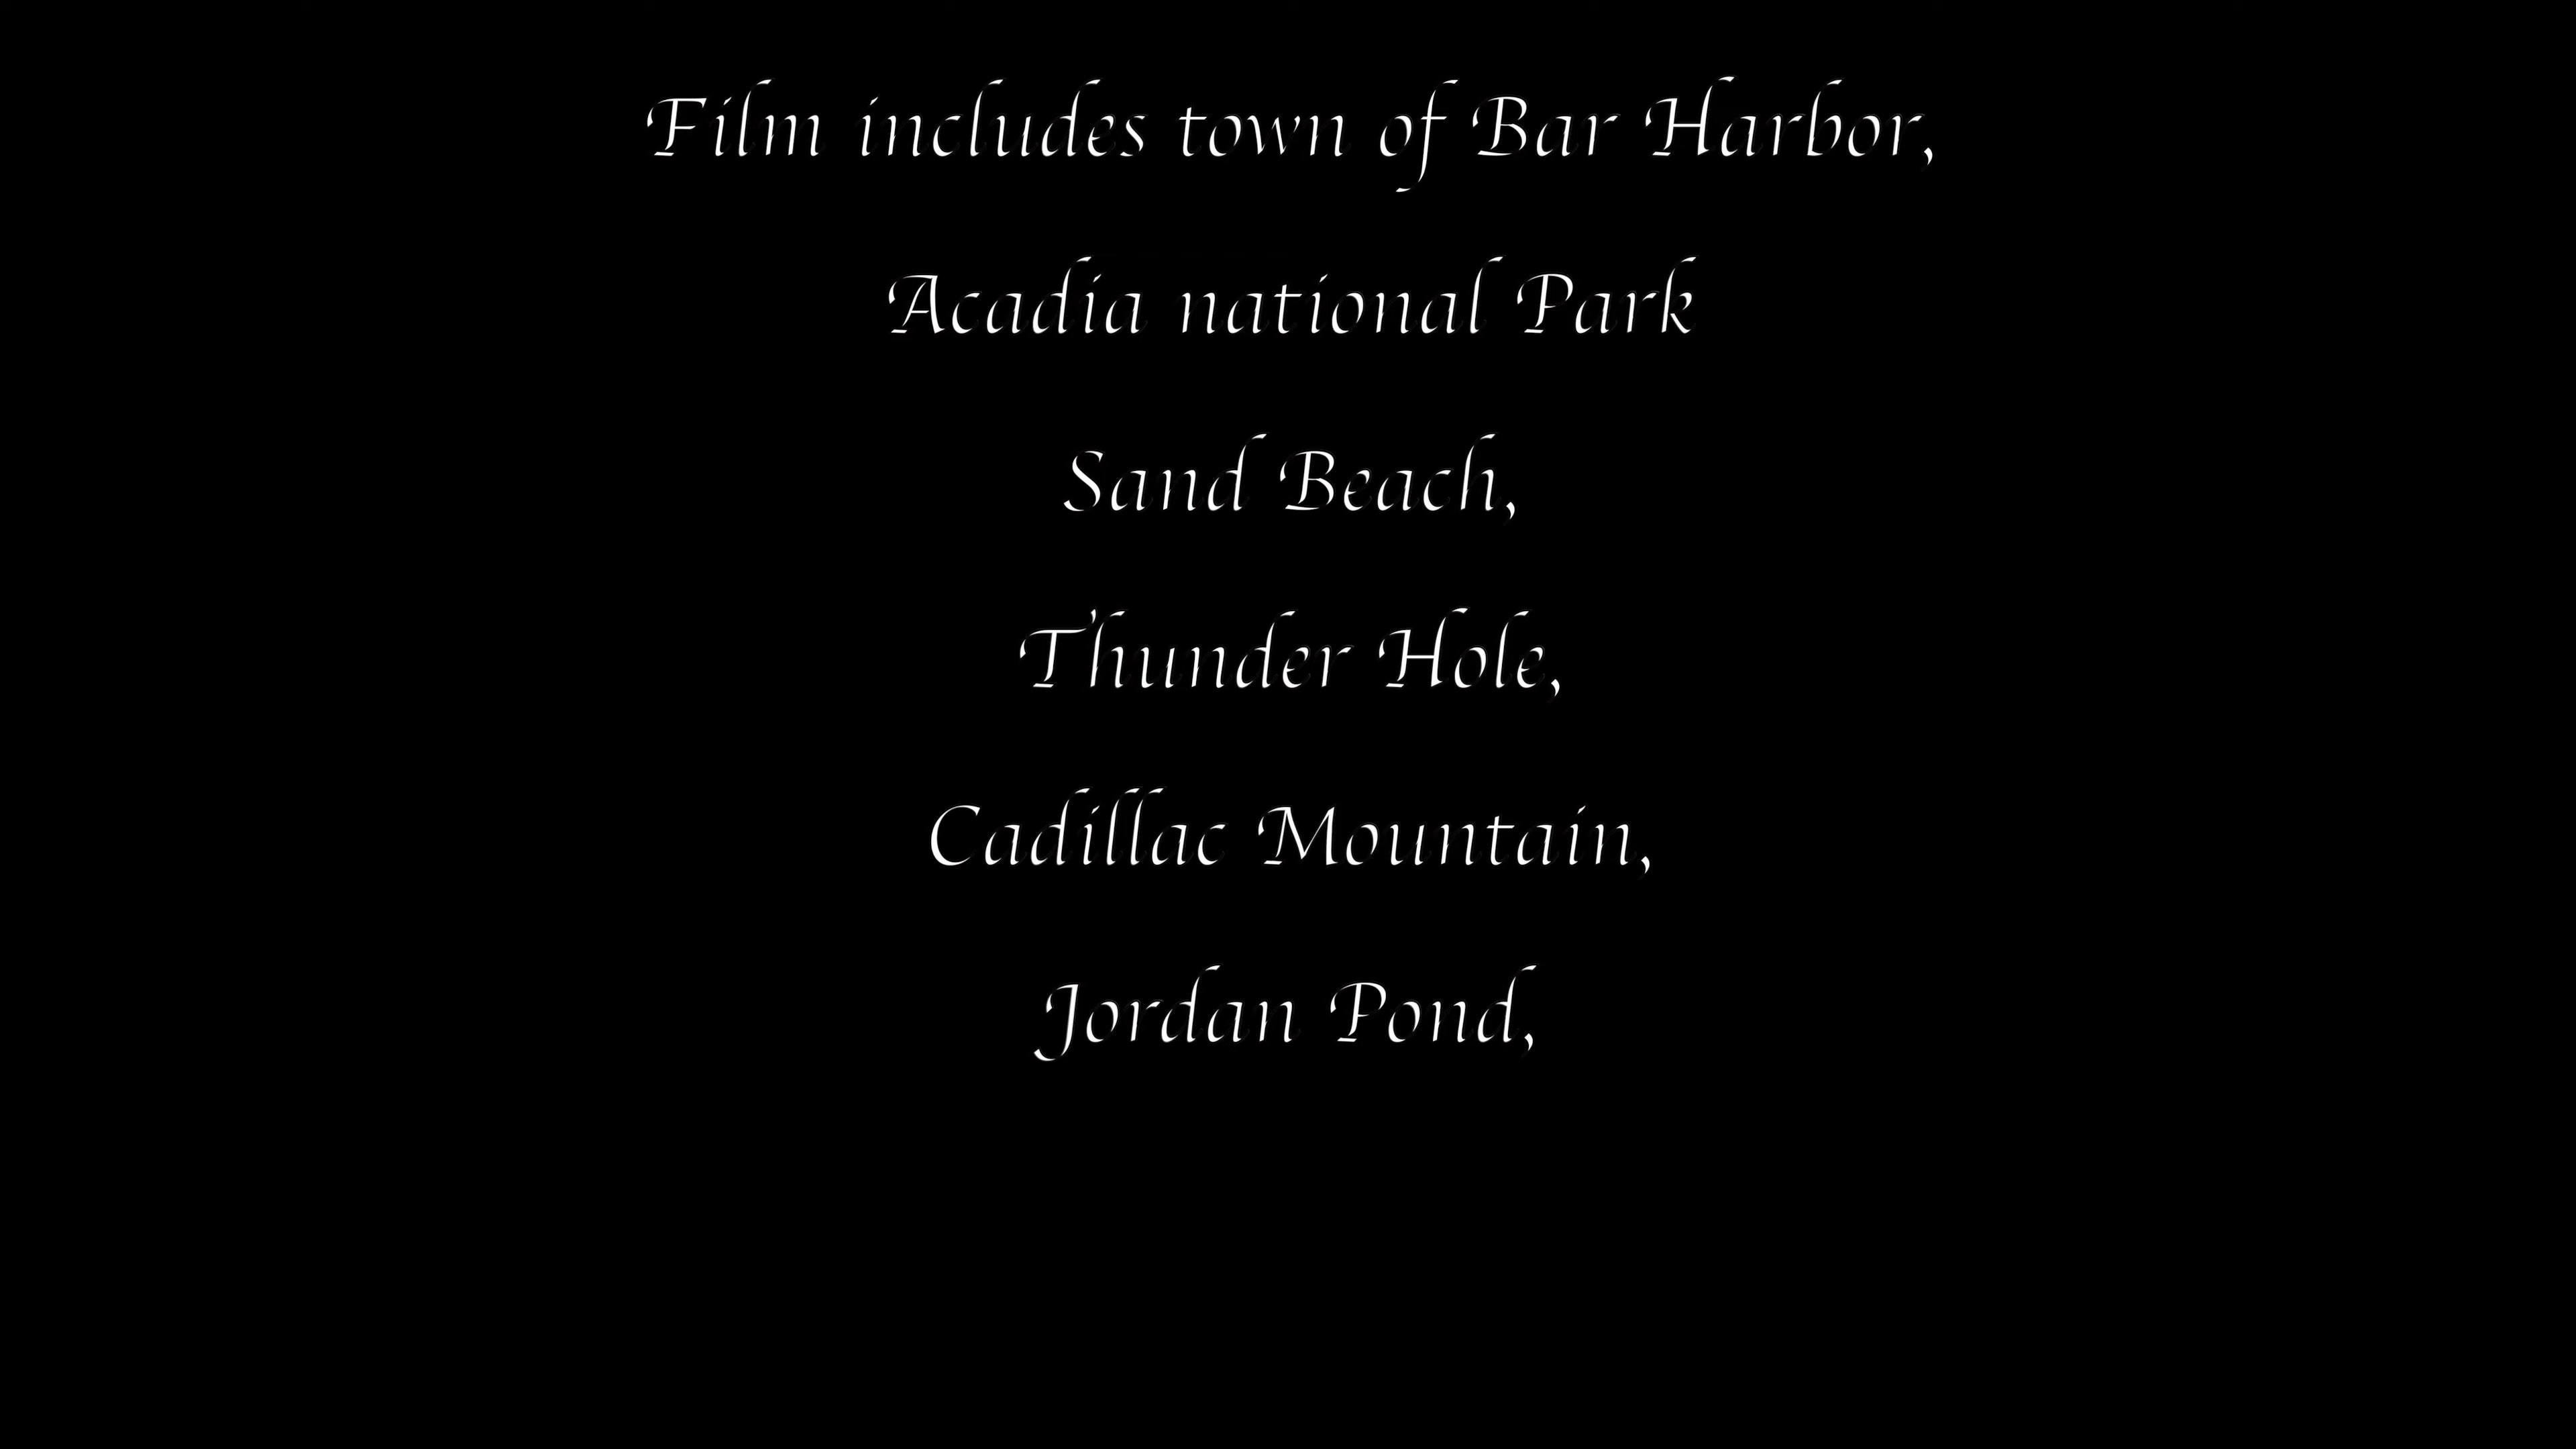 Film includes town of Bar Harbor,
Acadia national Park
Sand Beach,
Thunder Hole,
Cadillac Mountain,
Jordan Pond,